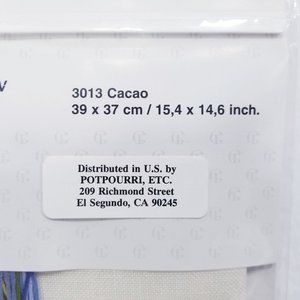 3013 Cacao
39 x 37 cm / 15,4 x 14,6 inch.
Distributed in U.S. by
POTPOURRI, ETC.
209 Richmond Street
El Segundo, CA 90245